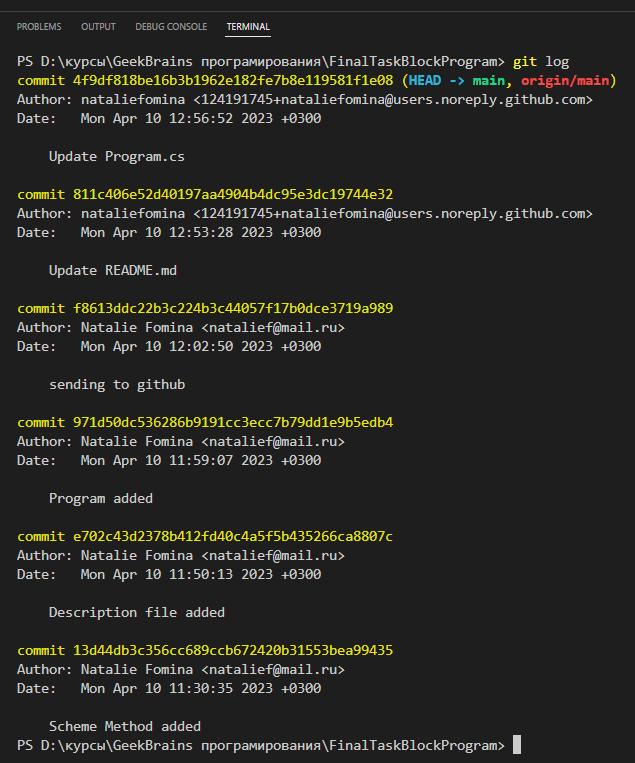 PROBLEMS OUTPUT DEBUG CONSOLE TERMINAL
PS D:\курсы\GeekBrains програмирования\FinalTaskBlockProgram> git log
commit 4f9df818be16b3b1962e182fe7b8e119581f1e08 (HEAD -> main, origin/main)
Author: nataliefomina <124191745+nataliefomina@users.noreply.github.com>
Date:   Mon Apr 10 12:56:52 2023 +0300
    Update Program.cs
commit 811c406e52d40197aa4904b4dc95e3dc19744e32
Author: nataliefomina <124191745+nataliefomina@users.noreply.github.com>
Date:   Mon Apr 10 12:53:28 2023 +0300
    Update README.md
commit f8613ddc22b3c224b3c44057f17b0dce3719a989
Author: Natalie Fomina <natalief@mail.ru>
Date:   Mon Apr 10 12:02:50 2023 +0300
    sending to github
commit 971d50dc536286b9191cc3ecc7b79dd1e9b5edb4
Author: Natalie Fomina <natalief@mail.ru>
Date:   Mon Apr 10 11:59:07 2023 +0300
    Program added
commit e702c43d2378b412fd40c4a5f5b435266ca8807c
Author: Natalie Fomina <natalief@mail.ru>
Date:   Mon Apr 10 11:50:13 2023 +0300
    Description file added
commit 13d44db3c356cc689ccb672420b31553bea99435
Author: Natalie Fomina <natalief@mail.ru>
Date:   Mon Apr 10 11:30:35 2023 +0300
    Scheme Method added
PS D:\курсы\GeekBrains програмирования\FinalTaskBlockProgram>